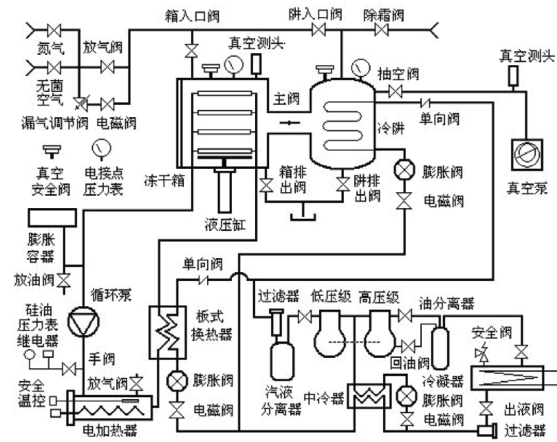 箱入口阀
阱入口阀
除霜阀
氮气
放气阀
真空测头
真空测头
无菌
空气
主阀
抽空阀
单向阀
漏气调节阀
电磁阀
冷阱
真空
安全阀
电接点
压力表
冻干箱
箱排
出阀
阱排
出阀
膨胀阀
真空泵
液压缸
电磁阀
膨胀
容器
放油阀
单向阀
循环泵
过滤器
低压级
高压级
油分离器
硅油
压力表
继电器
板式
换热器
安全阀
手阀
回油阀
放气阀
膨胀阀
汽液
分离器
中冷器
冷凝器
膨胀阀
安全
温控
电磁阀
电磁阀
出液阀
电加热器
过滤器